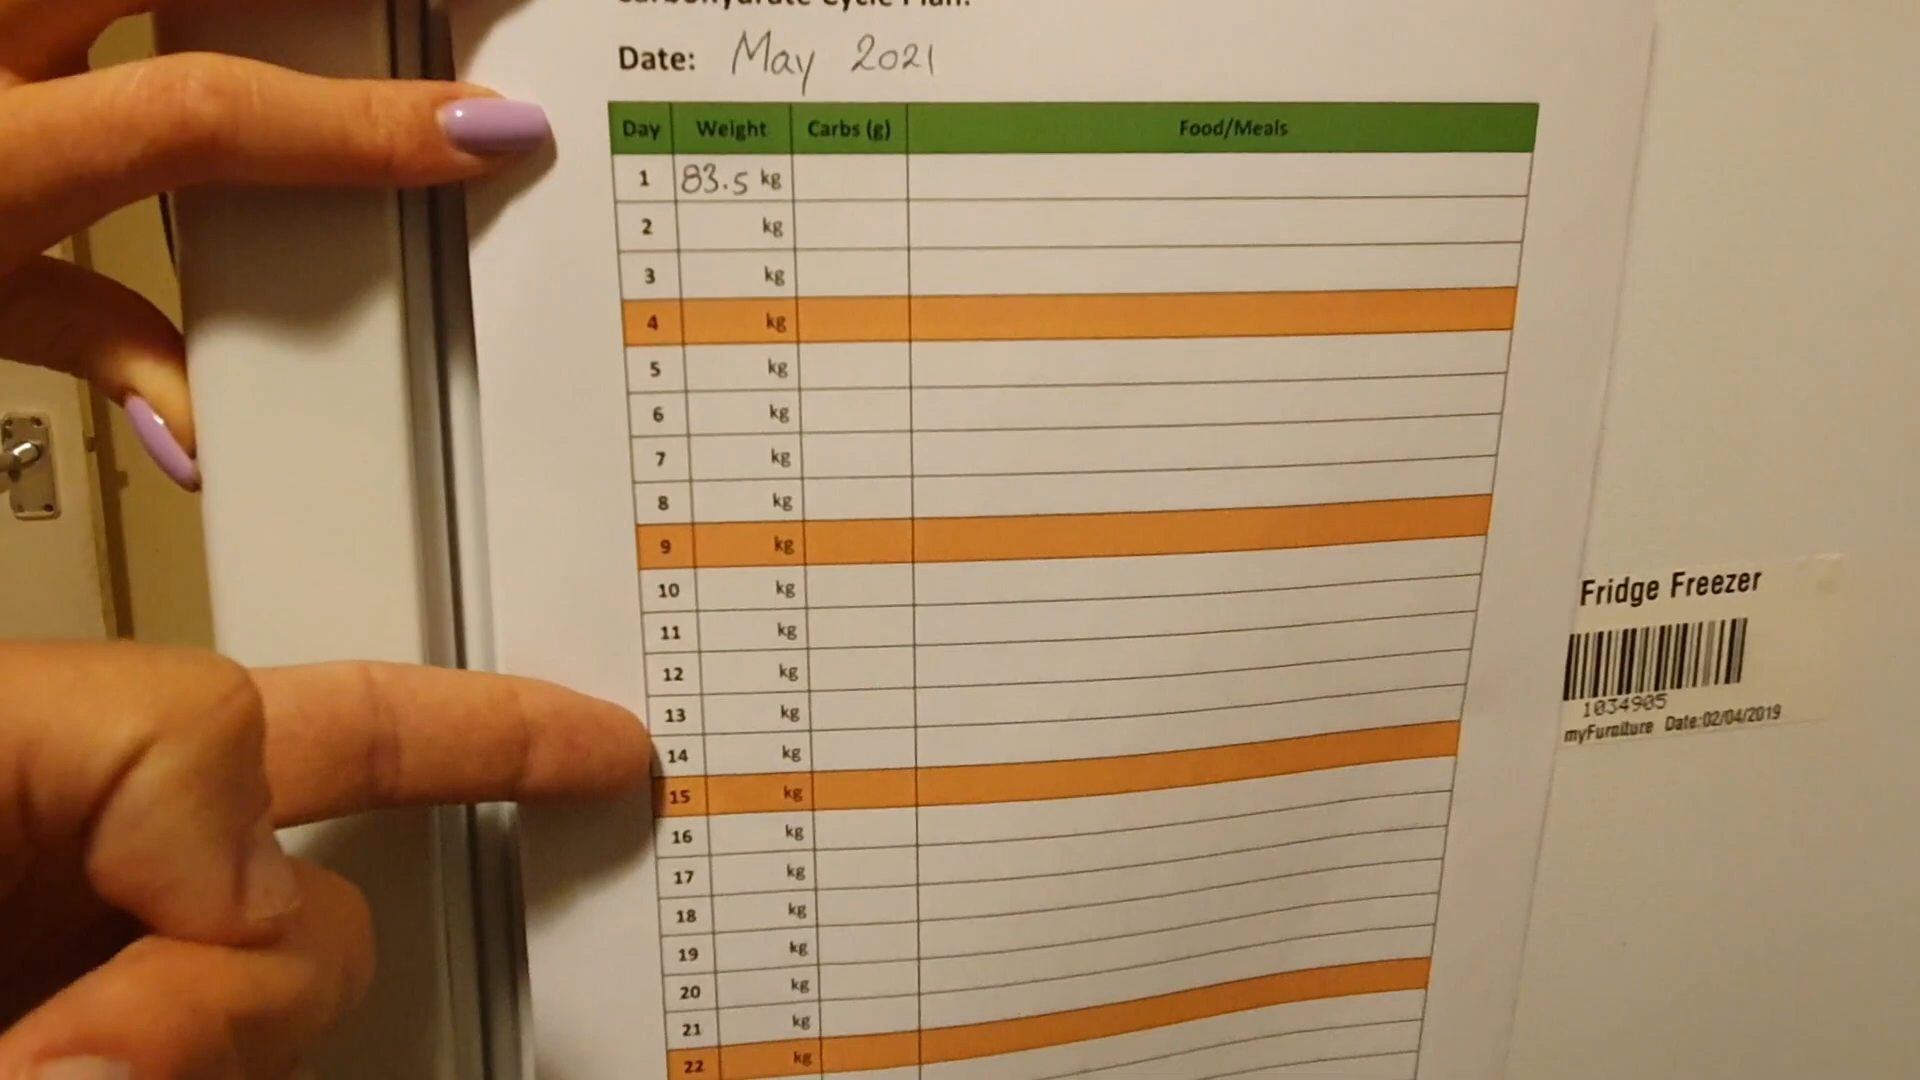 Carbohydrate Cycle Plan:
Date: May 2021
Day Weight Carbs (g) Food/Meals
1 83.5 kg
2 kg
3 kg
4 kg
5 kg
6 kg
7 kg
8 kg
9 kg
10 kg
11 kg
12 kg
13 kg
14 kg
15 kg
16 kg
17 kg
18 kg
19 kg
20 kg
21 kg
22 kg
Fridge Freezer
1034905
myFurniture Date:02/04/2019